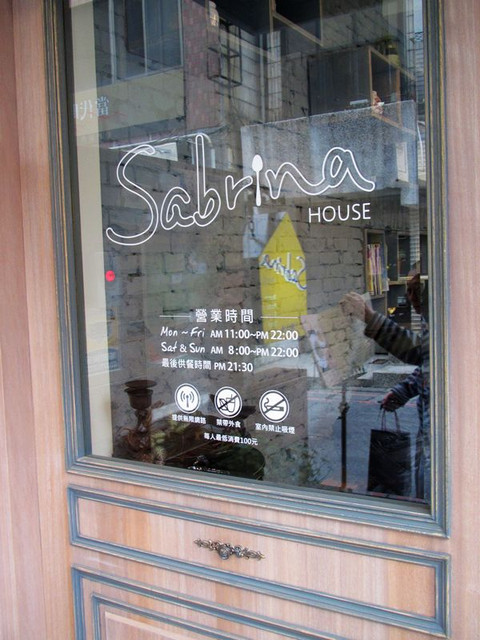 Sabrina
HOUSE
營業時間
Mon ~ Fri AM 11:00~PM 22:00
Sat & Sun AM 8:00~PM 22:00
最後供餐時間 PM 21:30
提供無限網路 禁帶外食 室內禁止吸煙
每人最低消費100元